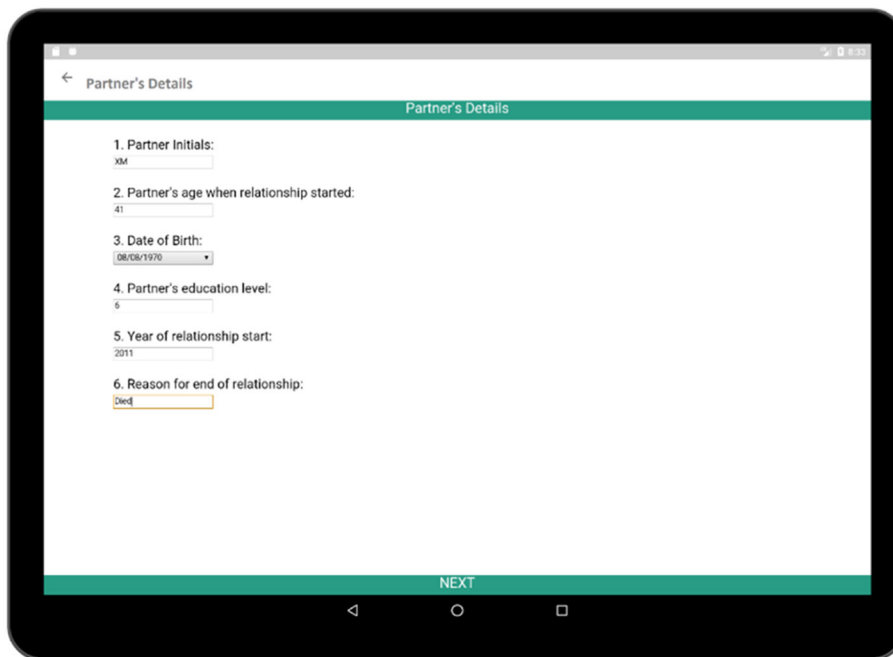 8:33
Partner's Details
Partner's Details
1. Partner Initials:
XM
2. Partner's age when relationship started:
41
3. Date of Birth:
08/08/1970
4. Partner's education level:
6
5. Year of relationship start:
2011
6. Reason for end of relationship:
Died
NEXT